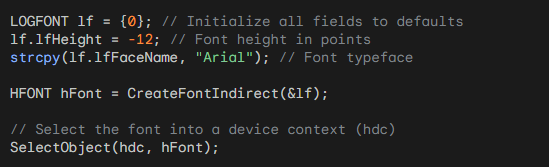 LOGFONT lf = {0}; // Initialize all fields to defaults
lf.lfHeight = -12; // Font height in points
strcpy(lf.lfFaceName, "Arial"); // Font typeface
HFONT hFont = CreateFontIndirect(&lf);
// Select the font into a device context (hdc)
SelectObject(hdc, hFont);